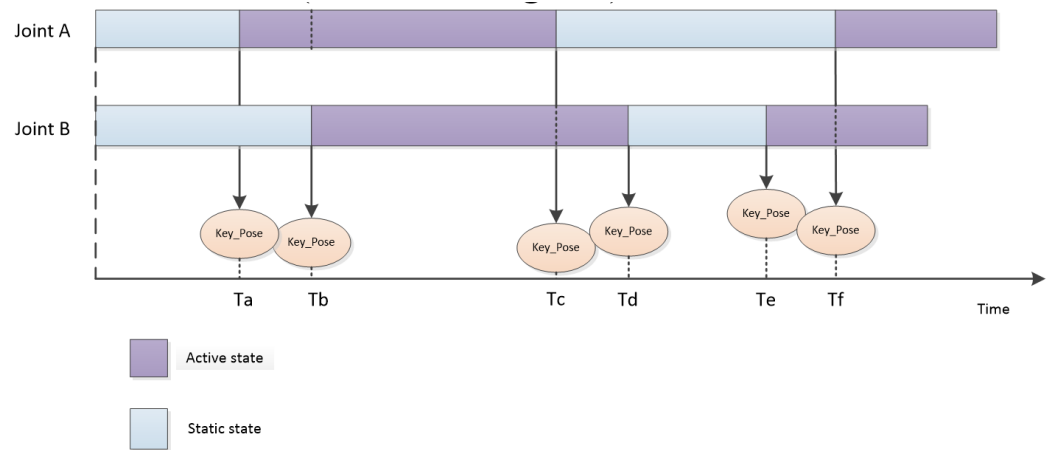 Joint A
Joint B
Key_Pose
Key_Pose
Key_Pose
Key_Pose
Key_Pose
Key_Pose
Ta
Tb
Tc
Td
Te
Tf
Time
Active state
Static state